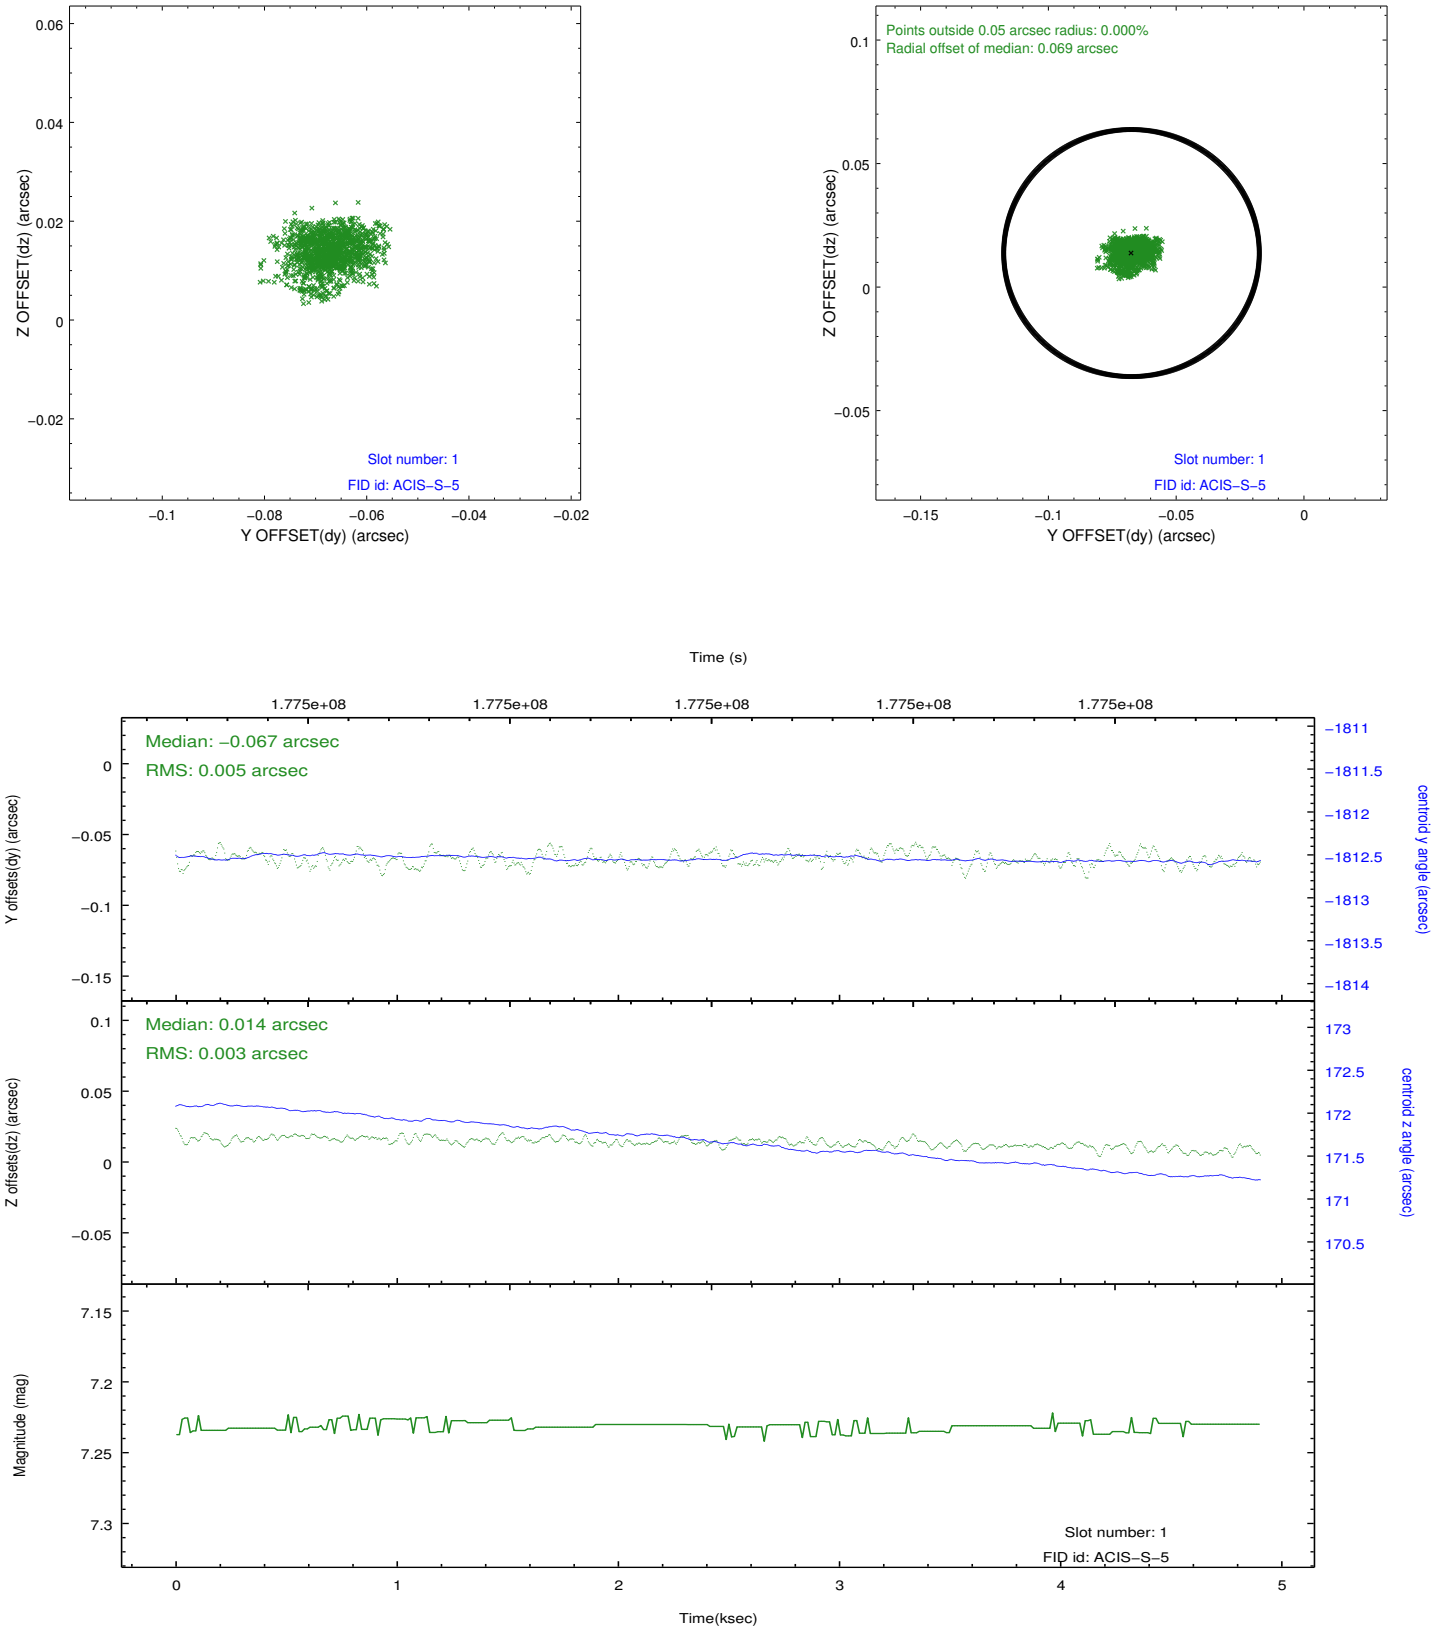 0.06
0.04
0.02
0
−0.02
Z OFFSET(dz) (arcsec)
Slot number: 1
FID id: ACIS−S−5
−0.1
−0.08
−0.06
−0.04
−0.02
Y OFFSET(dy) (arcsec)
Points outside 0.05 arcsec radius: 0.000%
Radial offset of median: 0.069 arcsec
0.1
0.05
0
−0.05
Z OFFSET(dz) (arcsec)
Slot number: 1
FID id: ACIS−S−5
−0.15
−0.1
−0.05
0
Y OFFSET(dy) (arcsec)
Time (s)
1.775e+08
1.775e+08
1.775e+08
1.775e+08
1.775e+08
Median: −0.067 arcsec
RMS: 0.005 arcsec
0
−0.05
−0.1
−0.15
Y offsets(dy) (arcsec)
−1811
−1811.5
−1812
−1812.5
−1813
−1813.5
−1814
centroid y angle (arcsec)
Median: 0.014 arcsec
RMS: 0.003 arcsec
0.1
0.05
0
−0.05
Z offsets(dz) (arcsec)
173
172.5
172
171.5
171
170.5
centroid z angle (arcsec)
7.15
7.2
7.25
7.3
Magnitude (mag)
Slot number: 1
FID id: ACIS−S−5
0
1
2
3
4
5
Time(ksec)